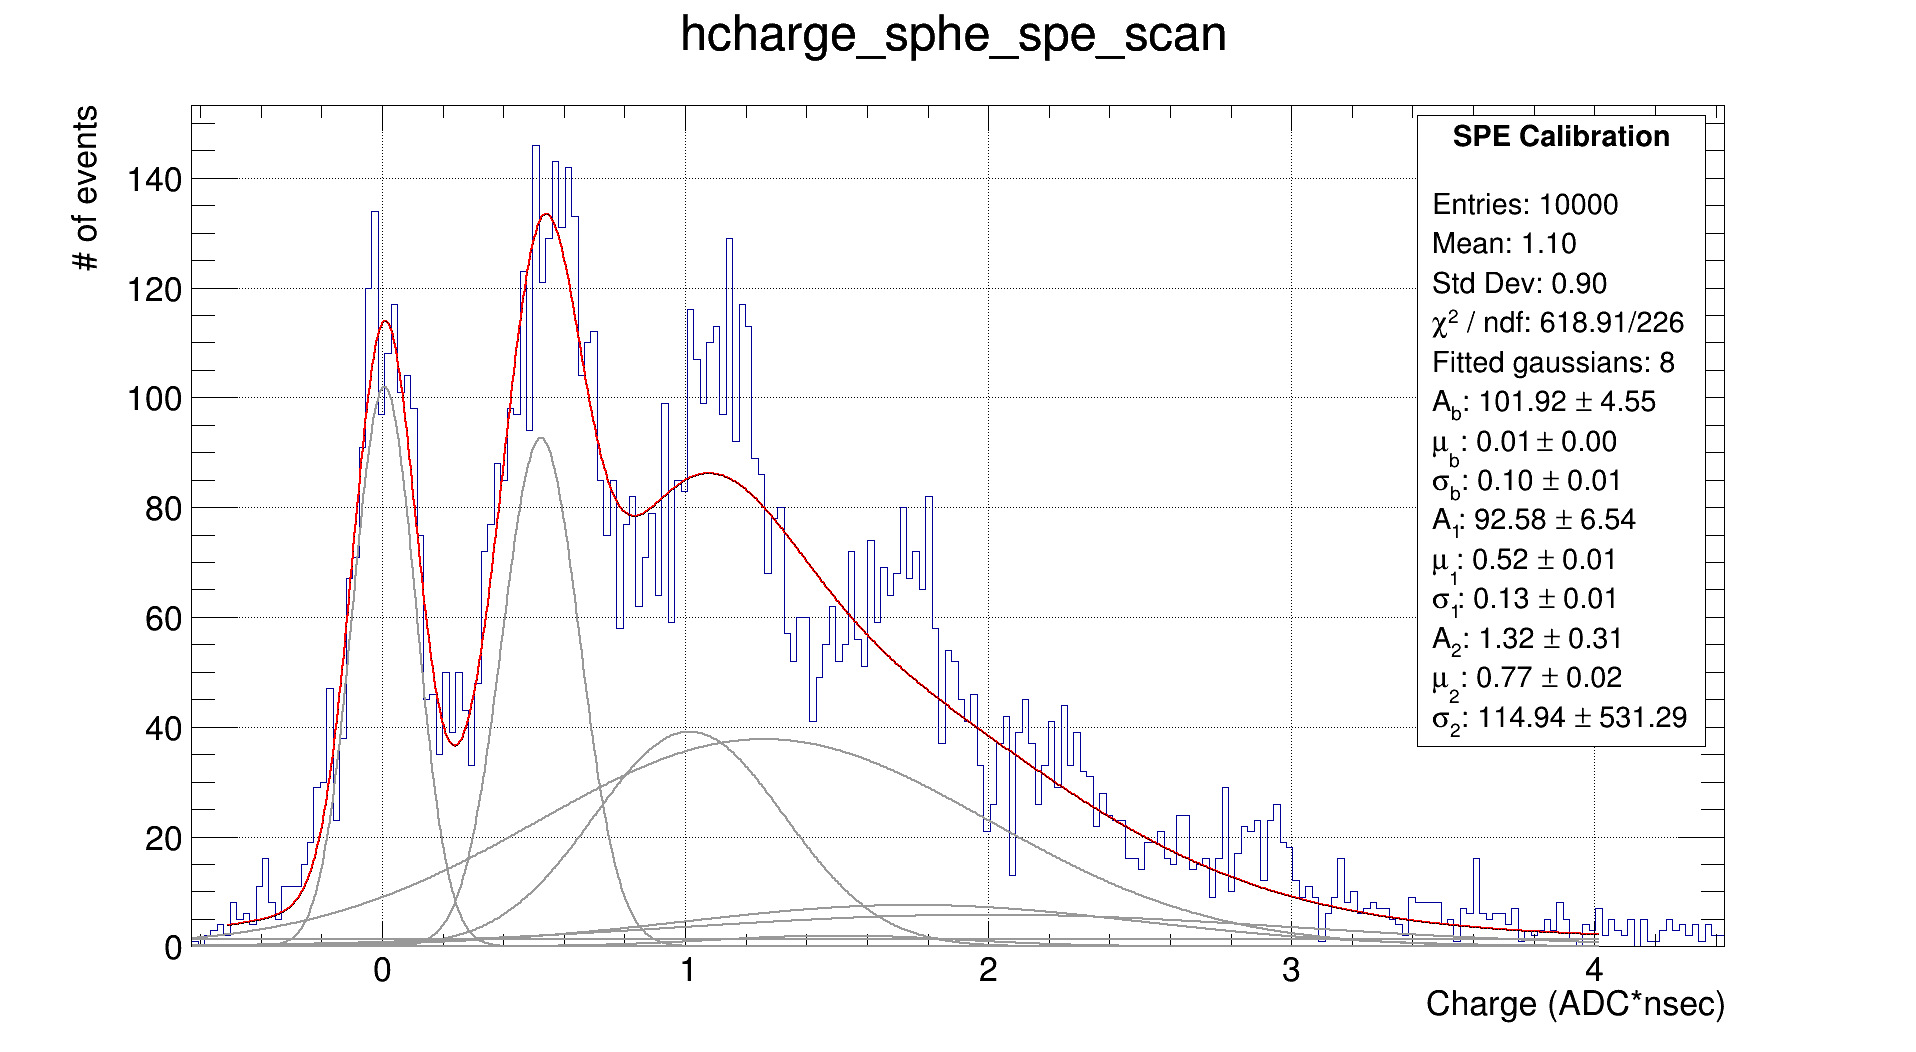 hcharge_sphe_spe_scan
# of events
140
120
100
80
60
40
20
0
0 1 2 3 4
Charge (ADC*nsec)
SPE Calibration
Entries: 10000
Mean: 1.10
Std Dev: 0.90
χ² / ndf: 618.91/226
Fitted gaussians: 8
A_b: 101.92 ± 4.55
μ_b: 0.01 ± 0.00
σ_b: 0.10 ± 0.01
A₁: 92.58 ± 6.54
μ₁: 0.52 ± 0.01
σ₁: 0.13 ± 0.01
A₂: 1.32 ± 0.31
μ₂: 0.77 ± 0.02
σ₂: 114.94 ± 531.29